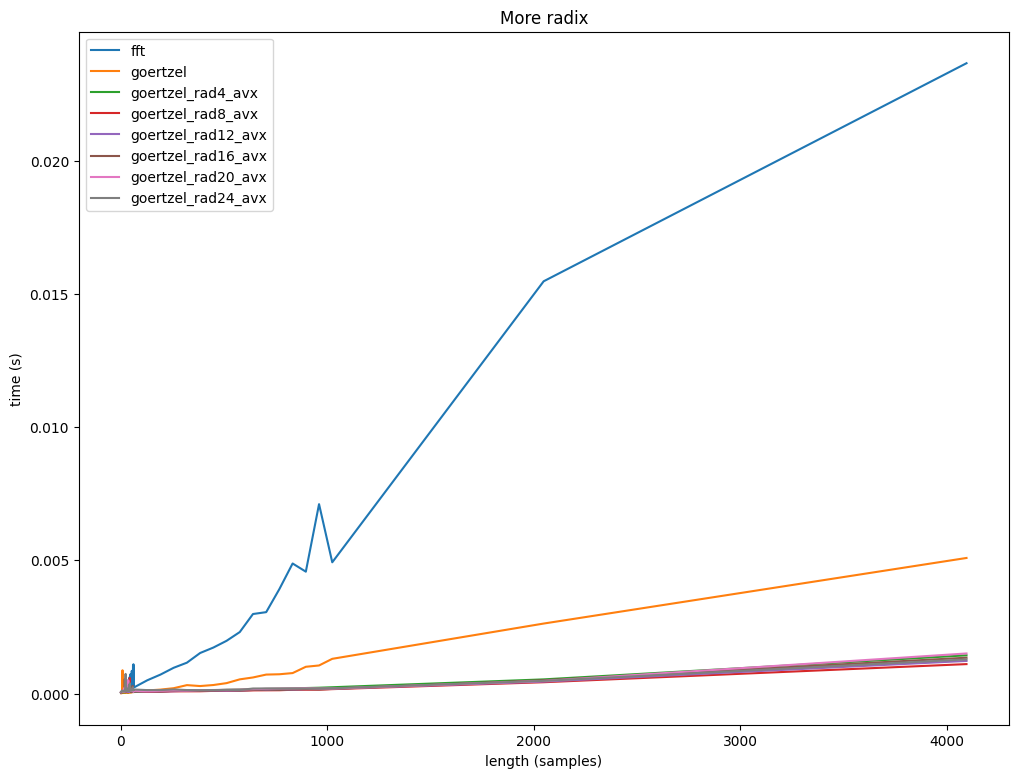 More radix
fft
goertzel
goertzel_rad4_avx
goertzel_rad8_avx
goertzel_rad12_avx
goertzel_rad16_avx
goertzel_rad20_avx
goertzel_rad24_avx
time (s)
0.020
0.015
0.010
0.005
0.000
0
1000
2000
3000
4000
length (samples)